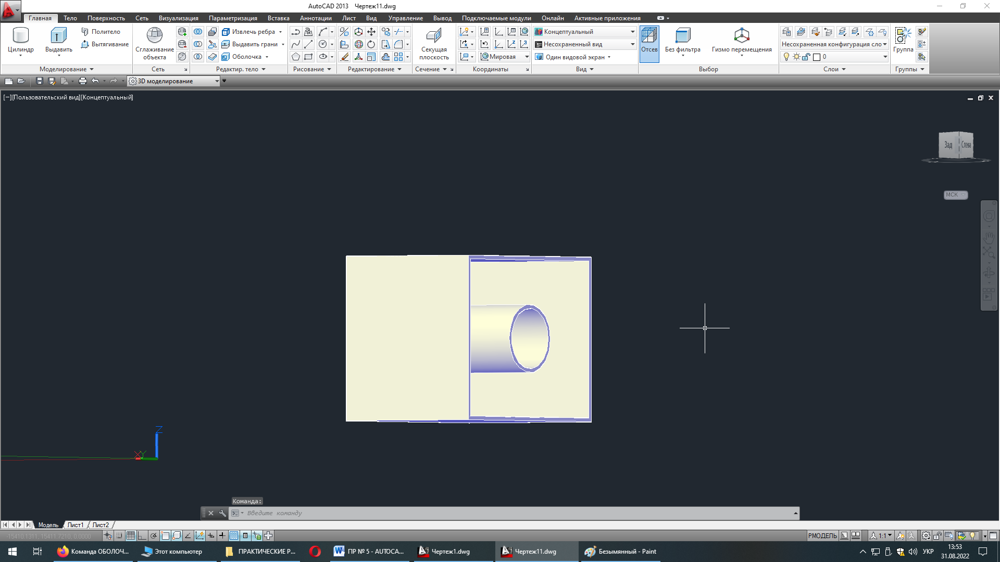 AutoCAD 2013 Чертеж11.dwg
Главная Тело Поверхность Сеть Визуализация Параметризация Вставка Аннотации Лист Вид Управление Вывод Подключаемые модули Онлайн Активные приложения
Политело Извлечь ребра Концептуальный
Вытягивание Выдавить грани Несохраненный вид Несохраненная конфигурация сло
Цилиндр Выдавить Сглаживание объекта Оболочка Секущая плоскость Мировая Один видовой экран Отсев Без фильтра Гизмо перемещения 0 Группа
Моделирование Сеть Редактир. тело Рисование Редактирование Сечение Координаты Вид Выбор Слои Группы
3D моделирование
[−][Пользовательский вид][Концептуальный]
Зад Слева
МСК
Z
X Y
Команда:
Введите команду
Модель Лист1 Лист2
-15410.1311, 15411.7210, 0.0000 РМОДЕЛЬ 1:1
Команда ОБОЛОЧ... Этот компьютер ПРАКТИЧЕСКИЕ Р... ПР № 5 - AUTOCA... Чертеж1.dwg Чертеж11.dwg Безымянный - Paint УКР 13:53
31.08.2022